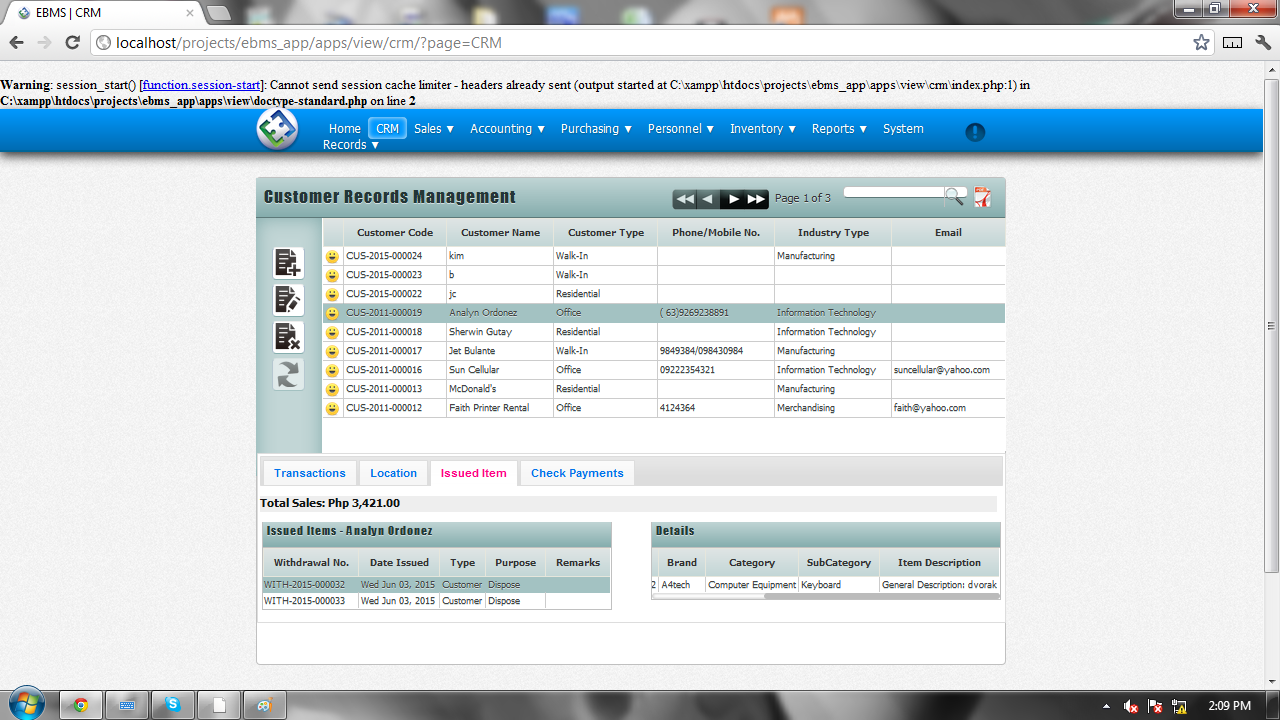 EBMS | CRM
localhost/projects/ebms_app/apps/view/crm/?page=CRM
Warning: session_start() [function.session-start]: Cannot send session cache limiter - headers already sent (output started at C:\xampp\htdocs\projects\ebms_app\apps\view\crm\index.php:1) in
C:\xampp\htdocs\projects\ebms_app\apps\view\doctype-standard.php on line 2
Home CRM Sales ▼ Accounting ▼ Purchasing ▼ Personnel ▼ Inventory ▼ Reports ▼ System
Records ▼
Customer Records Management Page 1 of 3
Customer Code Customer Name Customer Type Phone/Mobile No. Industry Type Email
CUS-2015-000024 kim Walk-In Manufacturing
CUS-2015-000023 b Walk-In
CUS-2015-000022 jc Residential
CUS-2011-000019 Analyn Ordonez Office ( 63)9269238891 Information Technology
CUS-2011-000018 Sherwin Gutay Residential Information Technology
CUS-2011-000017 Jet Bulante Walk-In 9849384/098430984 Manufacturing
CUS-2011-000016 Sun Cellular Office 09222354321 Information Technology suncellular@yahoo.com
CUS-2011-000013 McDonald's Residential Manufacturing
CUS-2011-000012 Faith Printer Rental Office 4124364 Merchandising faith@yahoo.com
Transactions Location Issued Item Check Payments
Total Sales: Php 3,421.00
Issued Items - Analyn Ordonez
Withdrawal No. Date Issued Type Purpose Remarks
WITH-2015-000032 Wed Jun 03, 2015 Customer Dispose
WITH-2015-000033 Wed Jun 03, 2015 Customer Dispose
Details
Brand Category SubCategory Item Description
2 A4tech Computer Equipment Keyboard General Description: dvorak
2:09 PM